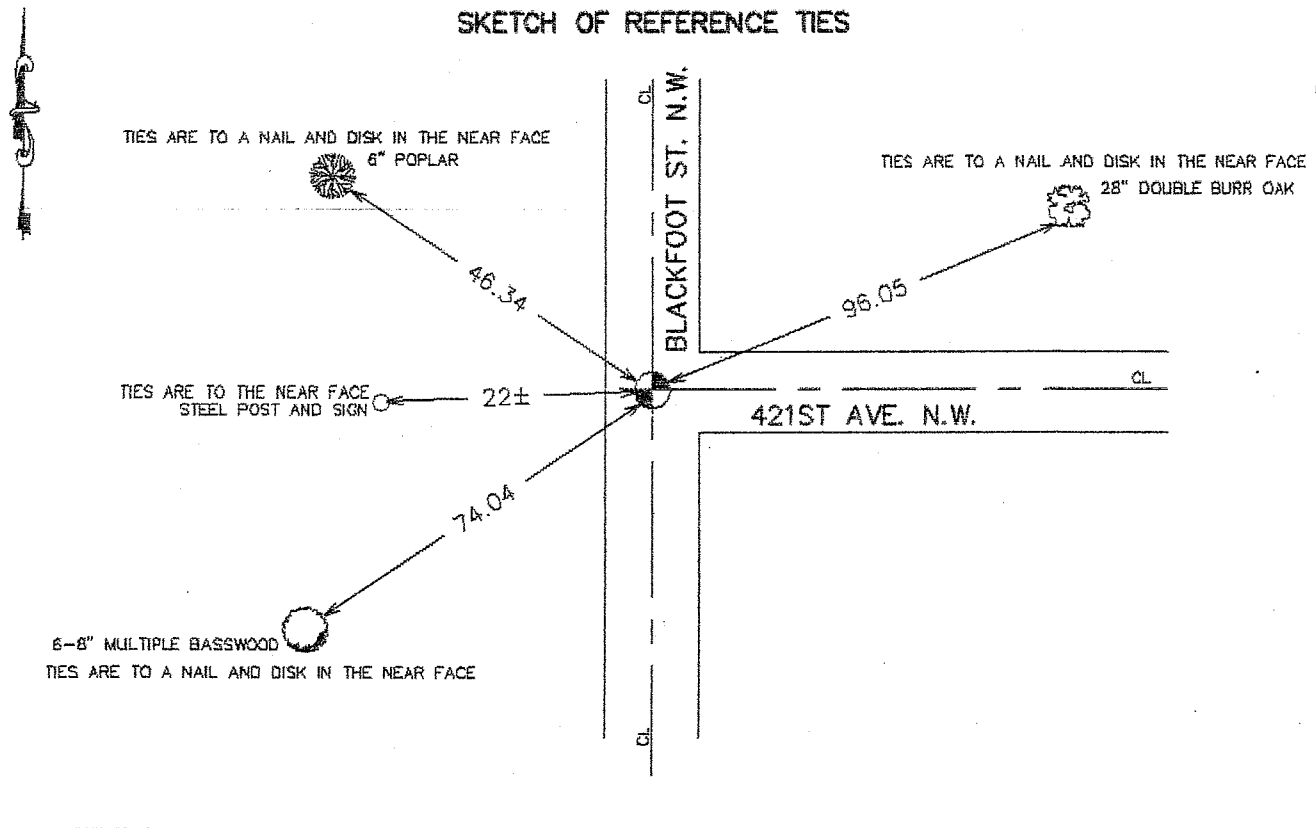 SKETCH OF REFERENCE TIES
CL
BLACKFOOT ST. N.W.
TIES ARE TO A NAIL AND DISK IN THE NEAR FACE
6" POPLAR
TIES ARE TO A NAIL AND DISK IN THE NEAR FACE
28" DOUBLE BURR OAK
46.34
96.05
TIES ARE TO THE NEAR FACE
STEEL POST AND SIGN
22±
CL
421ST AVE. N.W.
74.04
6-8" MULTIPLE BASSWOOD
TIES ARE TO A NAIL AND DISK IN THE NEAR FACE
CL